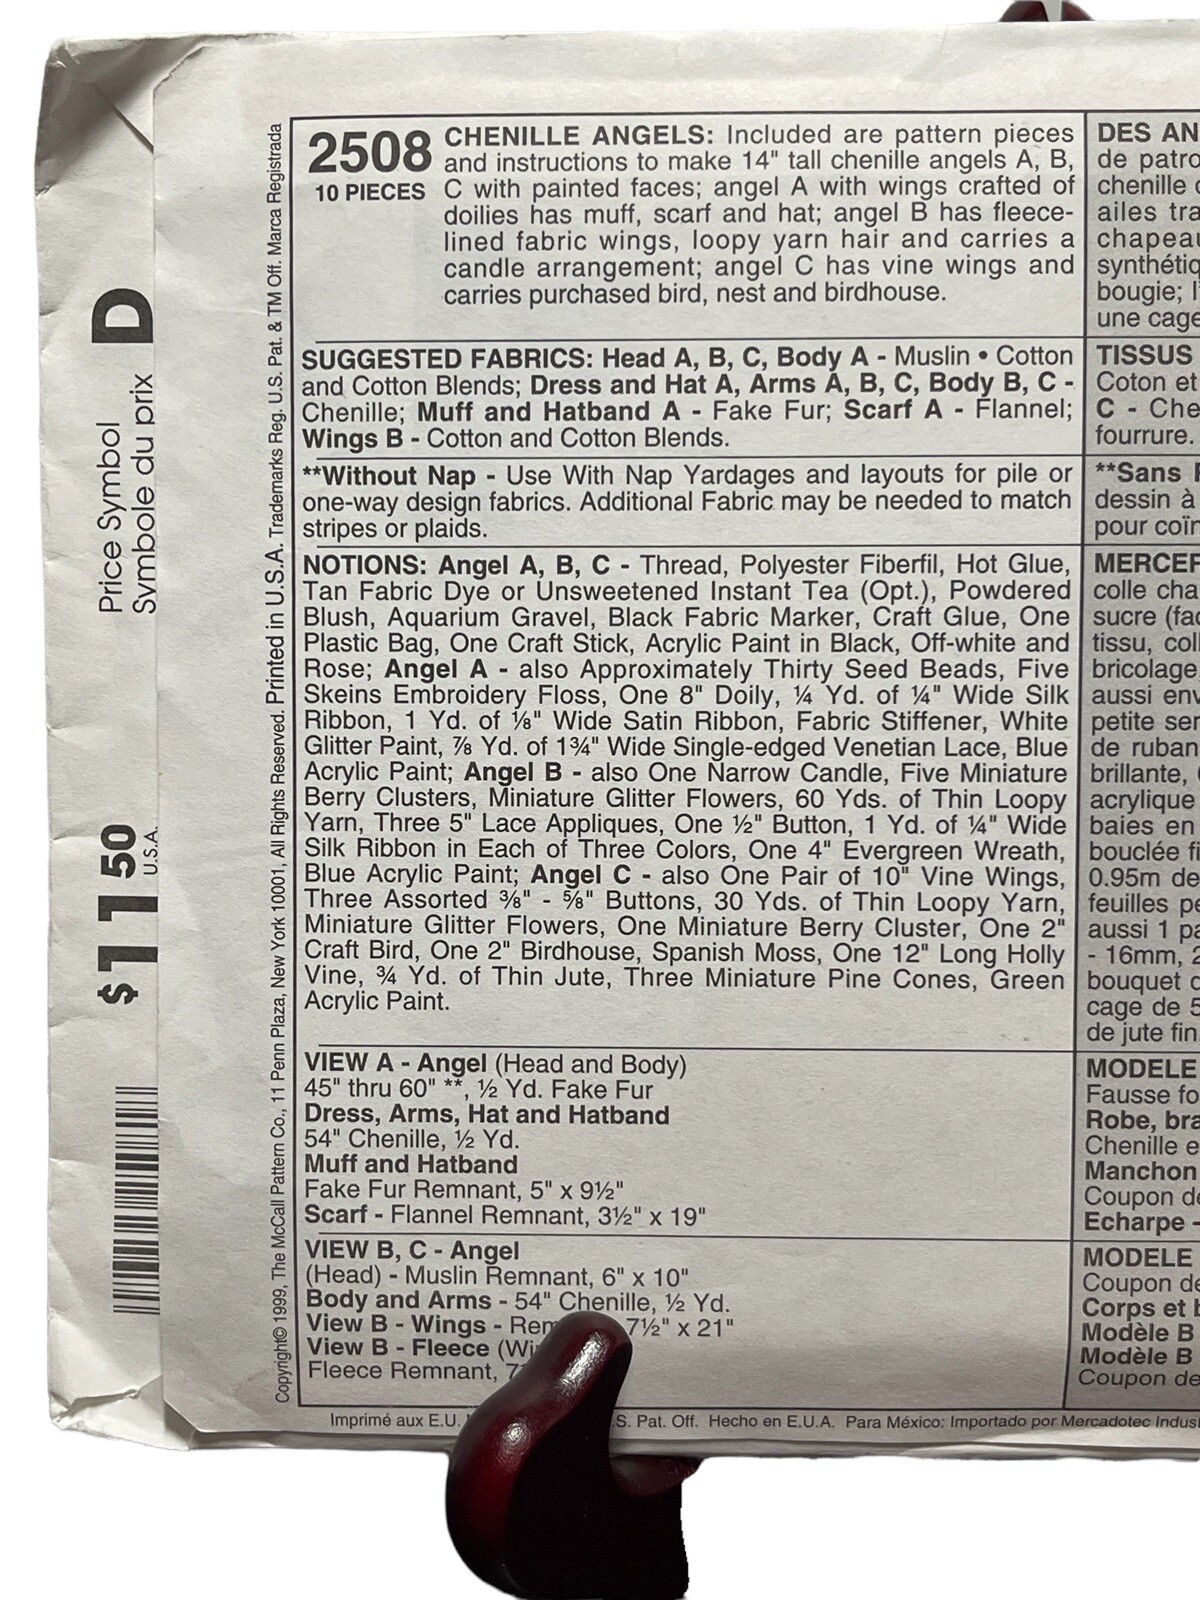 Price Symbol D
Symbole du prix
$11 50
U.S.A.
Copyright© 1999, The McCall Pattern Co., 11 Penn Plaza, New York 10001, All Rights Reserved. Printed in U.S.A. Trademarks Reg. U.S. Pat. & TM Off. Marca Registrada
2508
10 PIECES
CHENILLE ANGELS: Included are pattern pieces
and instructions to make 14" tall chenille angels A, B,
C with painted faces; angel A with wings crafted of
doilies has muff, scarf and hat; angel B has fleece-
lined fabric wings, loopy yarn hair and carries a
candle arrangement; angel C has vine wings and
carries purchased bird, nest and birdhouse.
SUGGESTED FABRICS: Head A, B, C, Body A - Muslin • Cotton
and Cotton Blends; Dress and Hat A, Arms A, B, C, Body B, C -
Chenille; Muff and Hatband A - Fake Fur; Scarf A - Flannel;
Wings B - Cotton and Cotton Blends.
**Without Nap - Use With Nap Yardages and layouts for pile or
one-way design fabrics. Additional Fabric may be needed to match
stripes or plaids.
NOTIONS: Angel A, B, C - Thread, Polyester Fiberfil, Hot Glue,
Tan Fabric Dye or Unsweetened Instant Tea (Opt.), Powdered
Blush, Aquarium Gravel, Black Fabric Marker, Craft Glue, One
Plastic Bag, One Craft Stick, Acrylic Paint in Black, Off-white and
Rose; Angel A - also Approximately Thirty Seed Beads, Five
Skeins Embroidery Floss, One 8" Doily, ¼ Yd. of ¼" Wide Silk
Ribbon, 1 Yd. of ⅛" Wide Satin Ribbon, Fabric Stiffener, White
Glitter Paint, ⅞ Yd. of 1¾" Wide Single-edged Venetian Lace, Blue
Acrylic Paint; Angel B - also One Narrow Candle, Five Miniature
Berry Clusters, Miniature Glitter Flowers, 60 Yds. of Thin Loopy
Yarn, Three 5" Lace Appliques, One ½" Button, 1 Yd. of ¼" Wide
Silk Ribbon in Each of Three Colors, One 4" Evergreen Wreath,
Blue Acrylic Paint; Angel C - also One Pair of 10" Vine Wings,
Three Assorted ⅜" - ⅝" Buttons, 30 Yds. of Thin Loopy Yarn,
Miniature Glitter Flowers, One Miniature Berry Cluster, One 2"
Craft Bird, One 2" Birdhouse, Spanish Moss, One 12" Long Holly
Vine, ¾ Yd. of Thin Jute, Three Miniature Pine Cones, Green
Acrylic Paint.
VIEW A - Angel (Head and Body)
45" thru 60" **, ½ Yd. Fake Fur
Dress, Arms, Hat and Hatband
54" Chenille, ½ Yd.
Muff and Hatband
Fake Fur Remnant, 5" x 9½"
Scarf - Flannel Remnant, 3½" x 19"
VIEW B, C - Angel
(Head) - Muslin Remnant, 6" x 10"
Body and Arms - 54" Chenille, ½ Yd.
View B - Wings - Rem 7½" x 21"
View B - Fleece (Wi
Fleece Remnant, 7
DES AN
de patro
chenille
ailes tra
chapeau
synthétiq
bougie; l'
une cage
TISSUS
Coton et
C - Che
fourrure.
**Sans
dessin à
pour coïn
MERCER
colle cha
sucre (fac
tissu, coll
bricolage,
aussi env
petite ser
de ruban
brillante,
acrylique
baies en
bouclée fi
0.95m de
feuilles pe
aussi 1 pa
- 16mm, 2
bouquet d
cage de 5
de jute fin
MODELE
Fausse fo
Robe, bra
Chenille e
Manchon
Coupon de
Echarpe -
MODELE
Coupon de
Corps et b
Modèle B
Modèle B
Coupon de
Imprimé aux E.U. .S. Pat. Off. Hecho en E.U.A. Para México: Importado por Mercadotec Indust